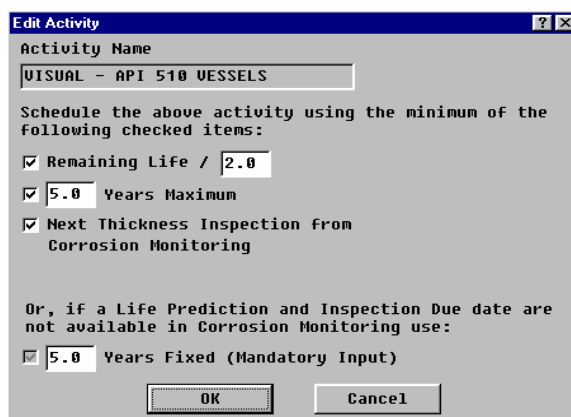 Edit Activity
Activity Name
VISUAL - API 510 VESSELS
Schedule the above activity using the minimum of the
following checked items:
Remaining Life / 2.0
5.0 Years Maximum
Next Thickness Inspection from
Corrosion Monitoring
Or, if a Life Prediction and Inspection Due date are
not available in Corrosion Monitoring use:
5.0 Years Fixed (Mandatory Input)
OK Cancel